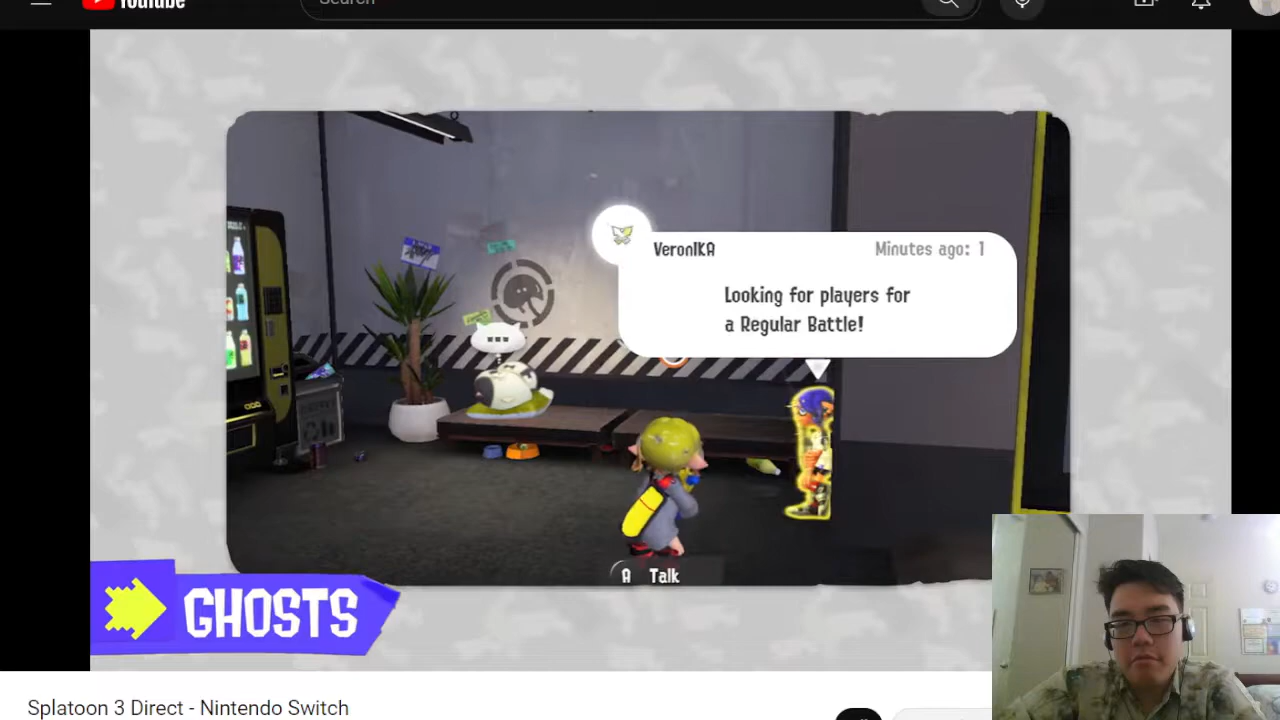 YouTube
Search
VeronIKA
Minutes ago: 1
Looking for players for
a Regular Battle!
A Talk
GHOSTS
Splatoon 3 Direct - Nintendo Switch